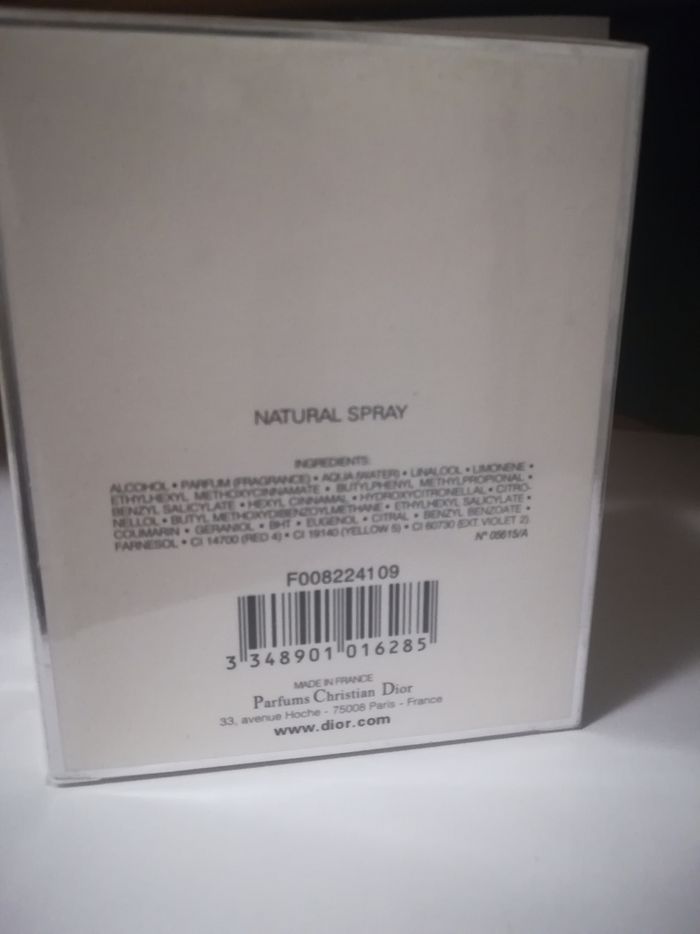 NATURAL SPRAY
INGREDIENTS:
ALCOHOL • PARFUM (FRAGRANCE) • AQUA (WATER) • LINALOOL • LIMONENE •
ETHYLHEXYL METHOXYCINNAMATE • BUTYLPHENYL METHYLPROPIONAL •
BENZYL SALICYLATE • HEXYL CINNAMAL • HYDROXYCITRONELLAL • CITRO-
NELLOL • BUTYL METHOXYDIBENZOYLMETHANE • ETHYLHEXYL SALICYLATE •
COUMARIN • GERANIOL • BHT • EUGENOL • CITRAL • BENZYL BENZOATE •
FARNESOL • CI 14700 (RED 4) • CI 19140 (YELLOW 5) • CI 60730 (EXT. VIOLET 2)
N° 05615/A
F008224109
3 348901 016285
MADE IN FRANCE
Parfums Christian Dior
33, avenue Hoche - 75008 Paris - France
www.dior.com